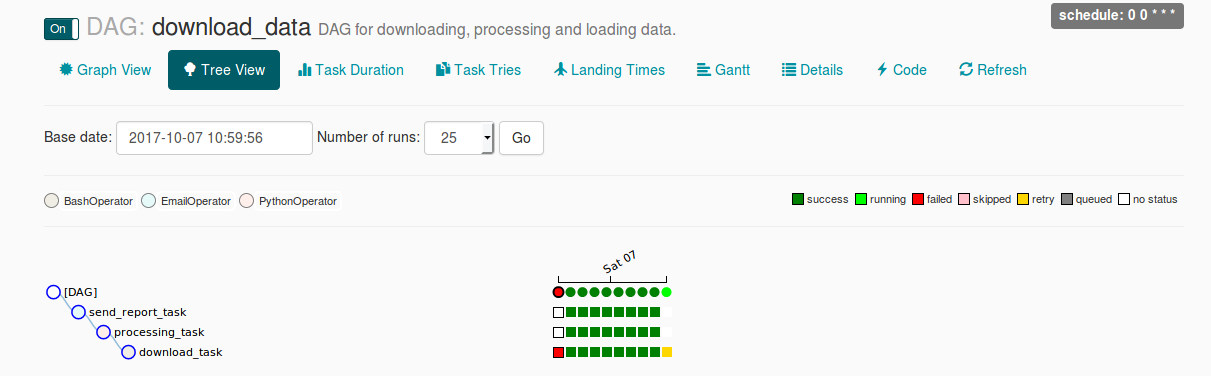 On DAG: download_data DAG for downloading, processing and loading data. schedule: 0 0 * * *
Graph View Tree View Task Duration Task Tries Landing Times Gantt Details Code Refresh
Base date: 2017-10-07 10:59:56 Number of runs: 25 Go
BashOperator EmailOperator PythonOperator success running failed skipped retry queued no status
Sat 07
[DAG]
send_report_task
processing_task
download_task